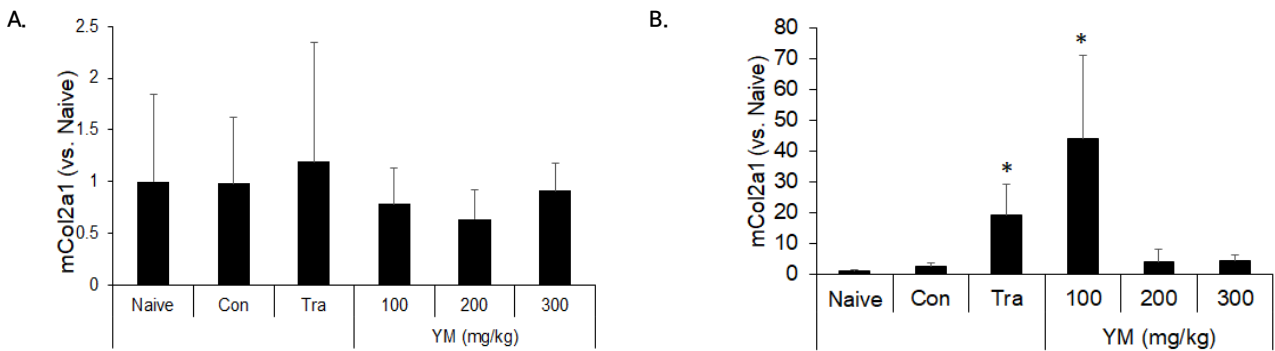 A.
mCol2a1 (vs. Naive)
2.5
2
1.5
1
0.5
0
Naive Con Tra 100 200 300
YM (mg/kg)
B.
mCol2a1 (vs. Naive)
80
70
60
50
40
30
20
10
0
* *
Naive Con Tra 100 200 300
YM (mg/kg)